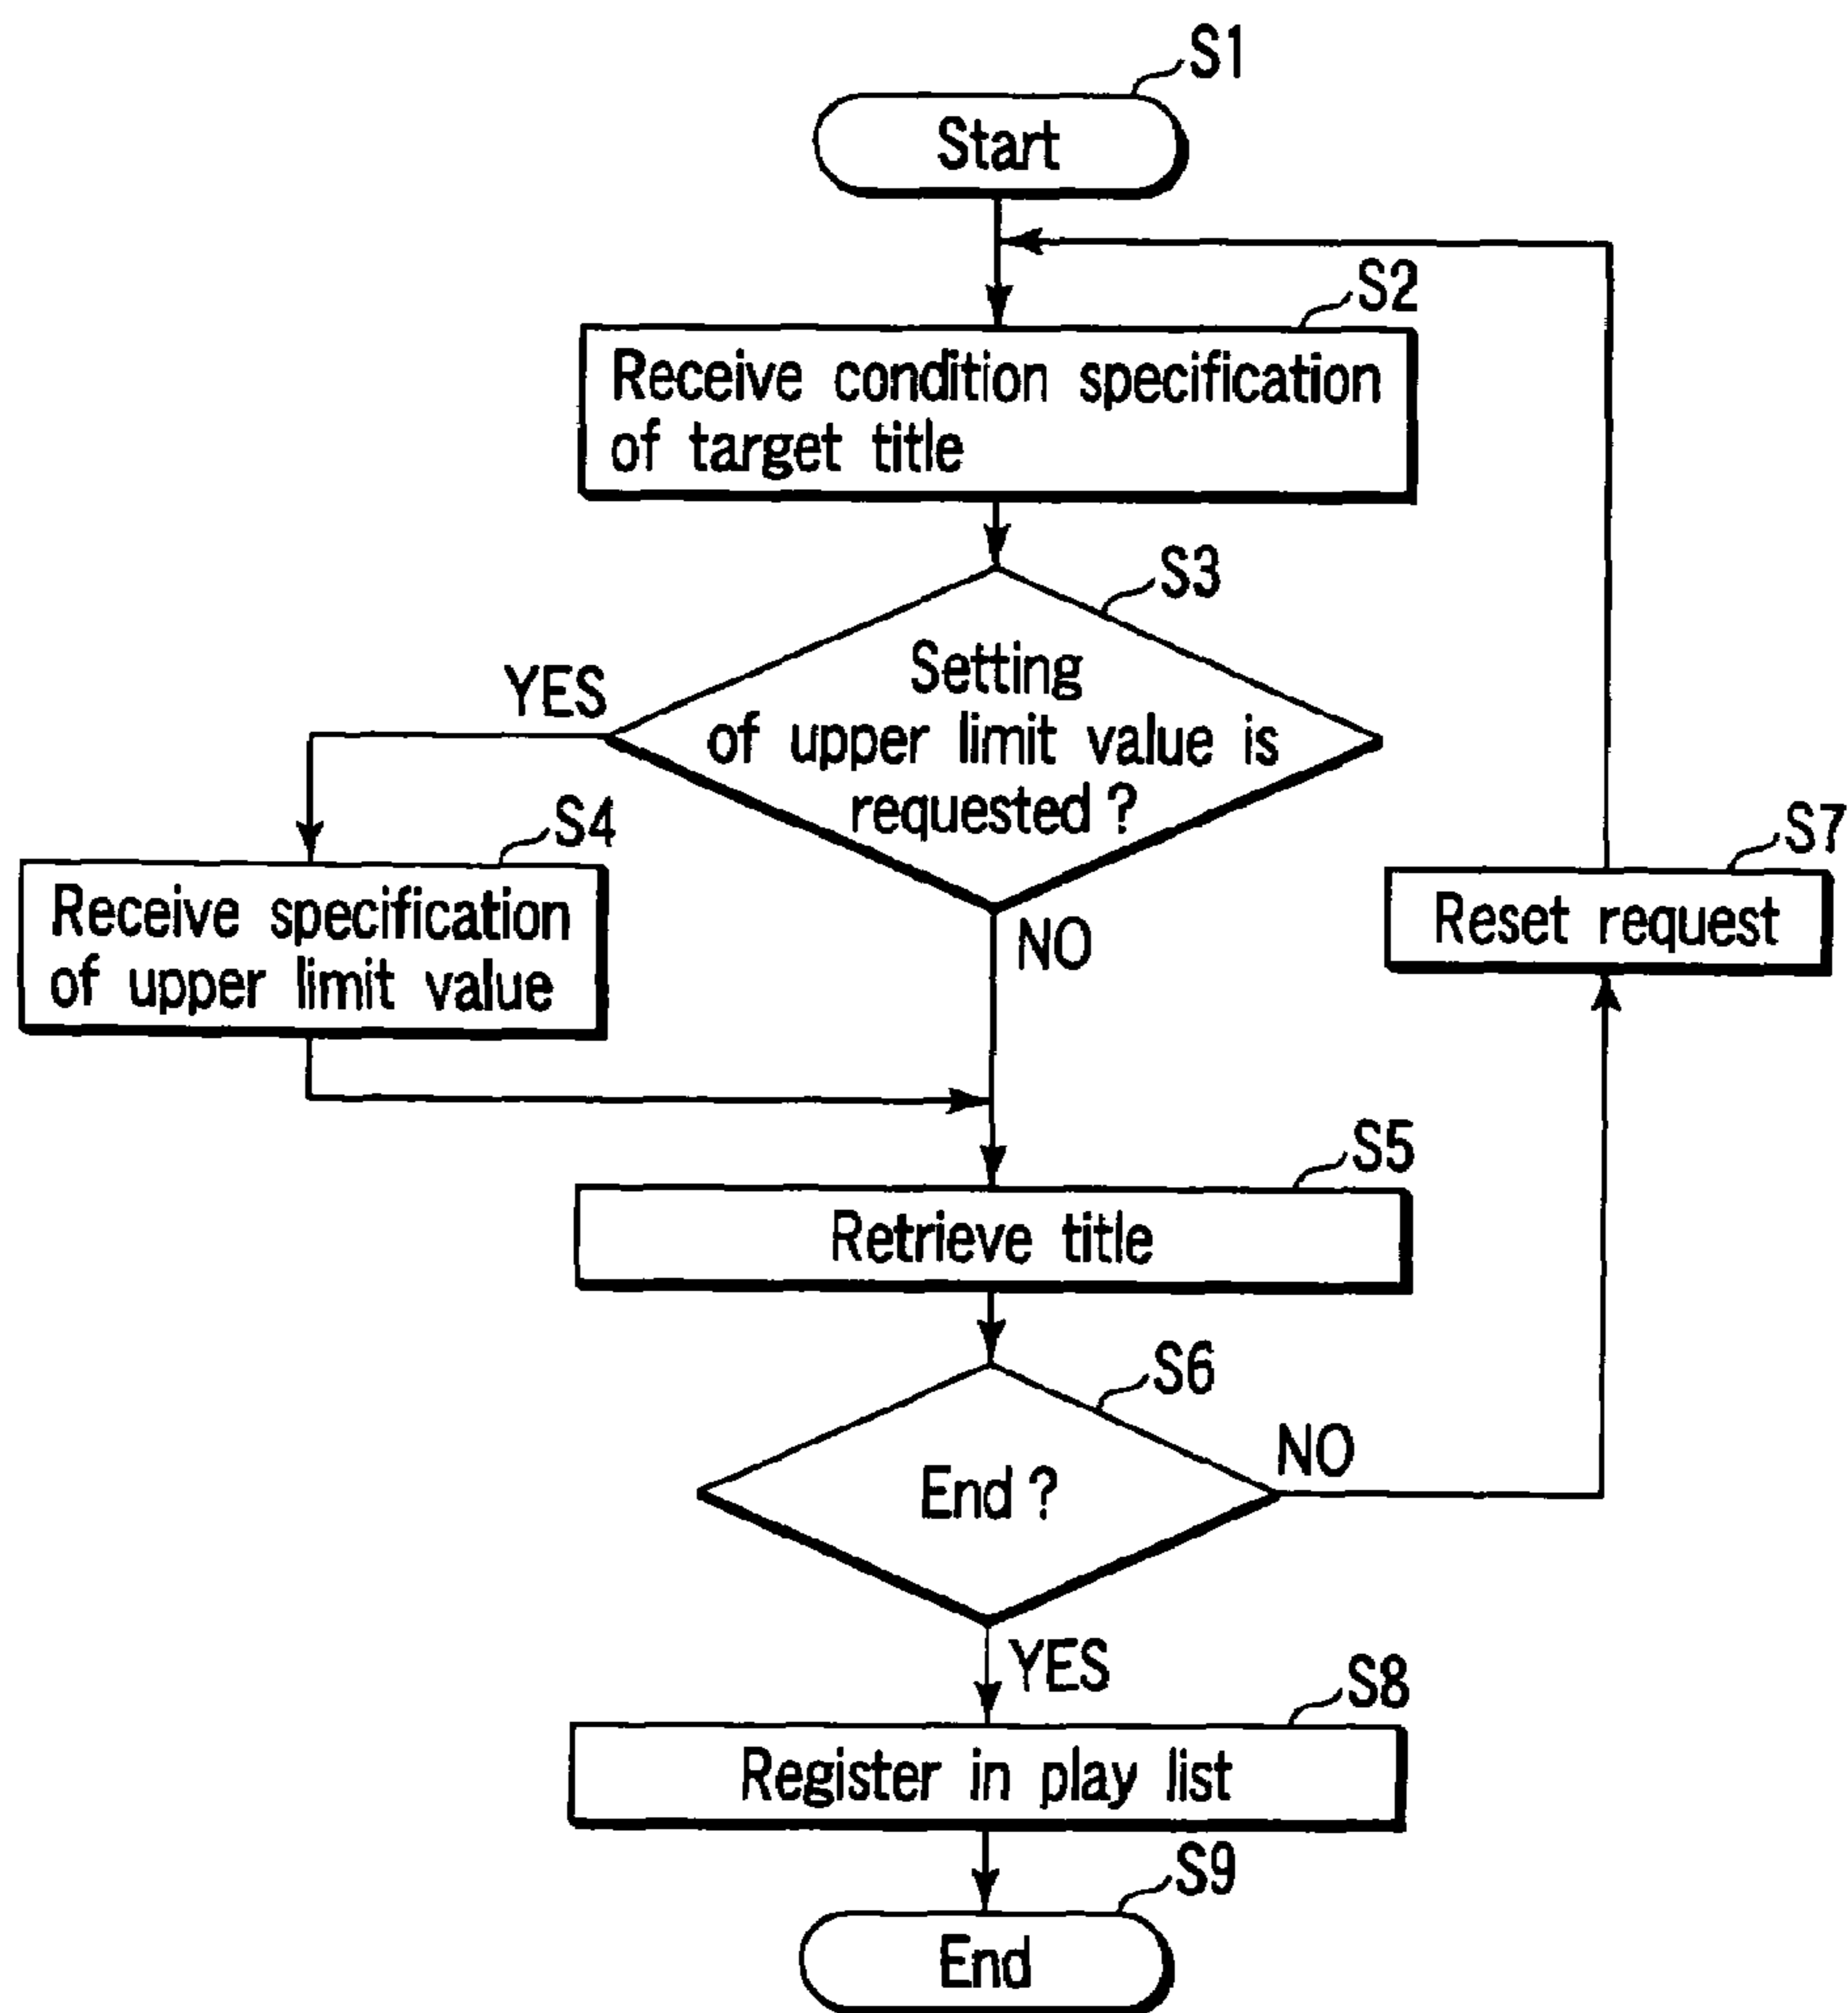 S1
Start
S2
Receive condition specification
of target title
S3
Setting
of upper limit value is
requested ?
YES
NO
S4
Receive specification
of upper limit value
S7
Reset request
S5
Retrieve title
S6
End ?
NO
YES
S8
Register in play list
S9
End